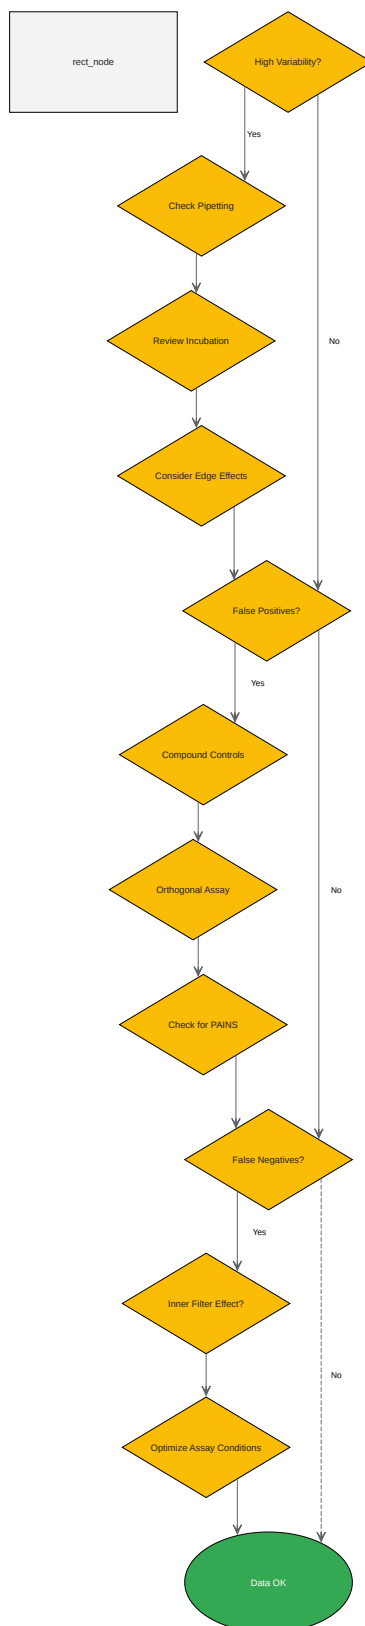 rect_node
High Variability?
Yes
Check Pipetting
Review Incubation
No
Consider Edge Effects
False Positives?
Yes
Compound Controls
Orthogonal Assay
No
Check for PAINS
False Negatives?
Yes
Inner Filter Effect?
No
Optimize Assay Conditions
Data OK